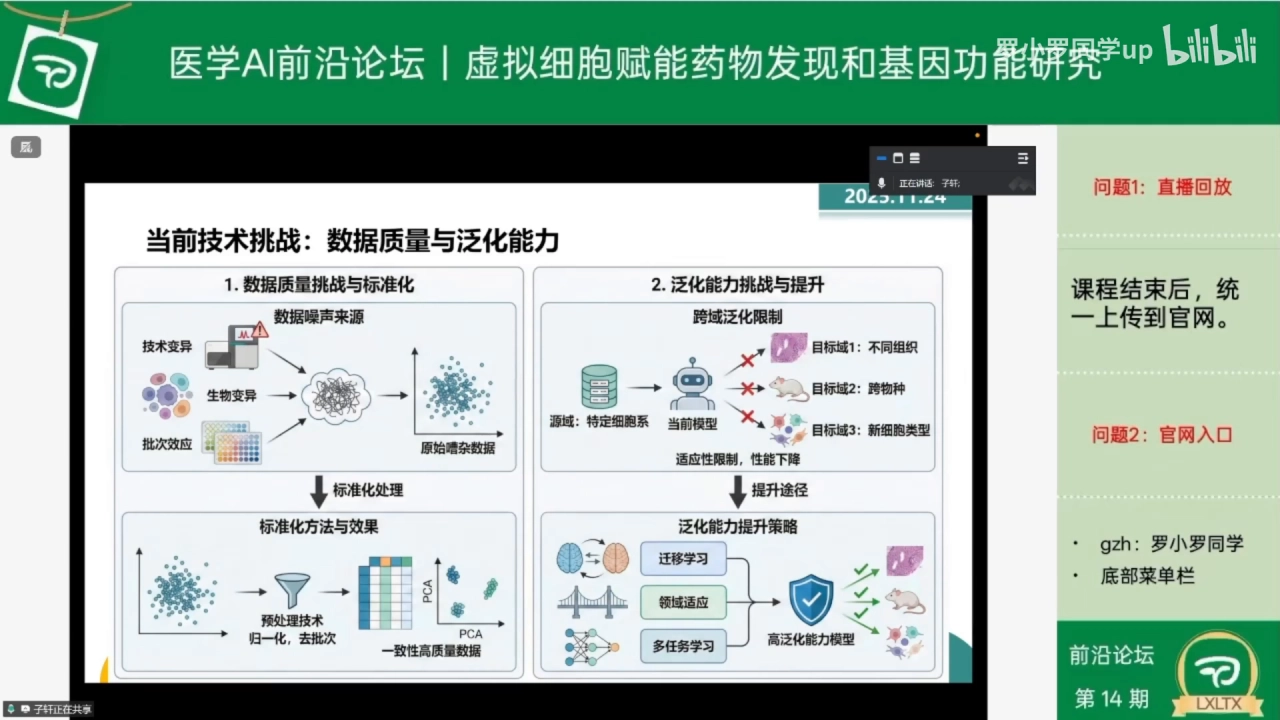 医学AI前沿论坛丨虚拟细胞赋能药物发现和基因功能研究
罗小罗同学up bilibili
正在讲话: 子轩;
2025.11.24
当前技术挑战：数据质量与泛化能力
1. 数据质量挑战与标准化
数据噪声来源
技术变异
生物变异
批次效应
原始嘈杂数据
标准化处理
标准化方法与效果
预处理技术
归一化，去批次
PCA
PCA
一致性高质量数据
2. 泛化能力挑战与提升
跨域泛化限制
源域：特定细胞系
当前模型
目标域1：不同组织
目标域2：跨物种
目标域3：新细胞类型
适应性限制，性能下降
提升途径
泛化能力提升策略
迁移学习
领域适应
多任务学习
高泛化能力模型
问题1：直播回放
课程结束后，统
一上传到官网。
问题2：官网入口
· gzh：罗小罗同学
· 底部菜单栏
前沿论坛
第 14 期
LXLTX
子轩正在共享